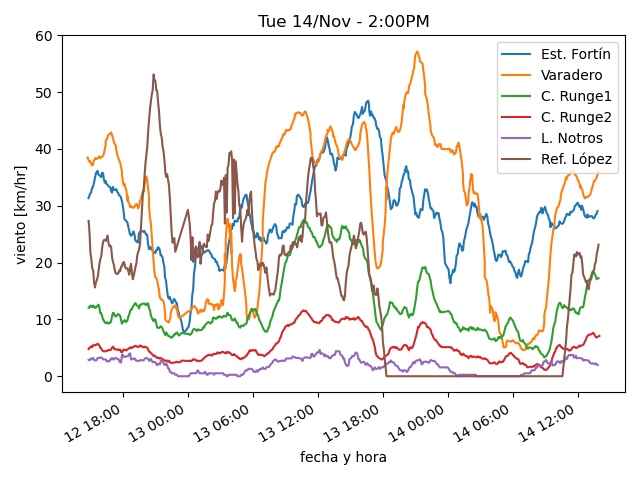 Tue 14/Nov - 2:00PM
60
50
40
30
20
10
0
viento [km/hr]
Est. Fortín
Varadero
C. Runge1
C. Runge2
L. Notros
Ref. López
12 18:00
13 00:00
13 06:00
13 12:00
13 18:00
14 00:00
14 06:00
14 12:00
fecha y hora